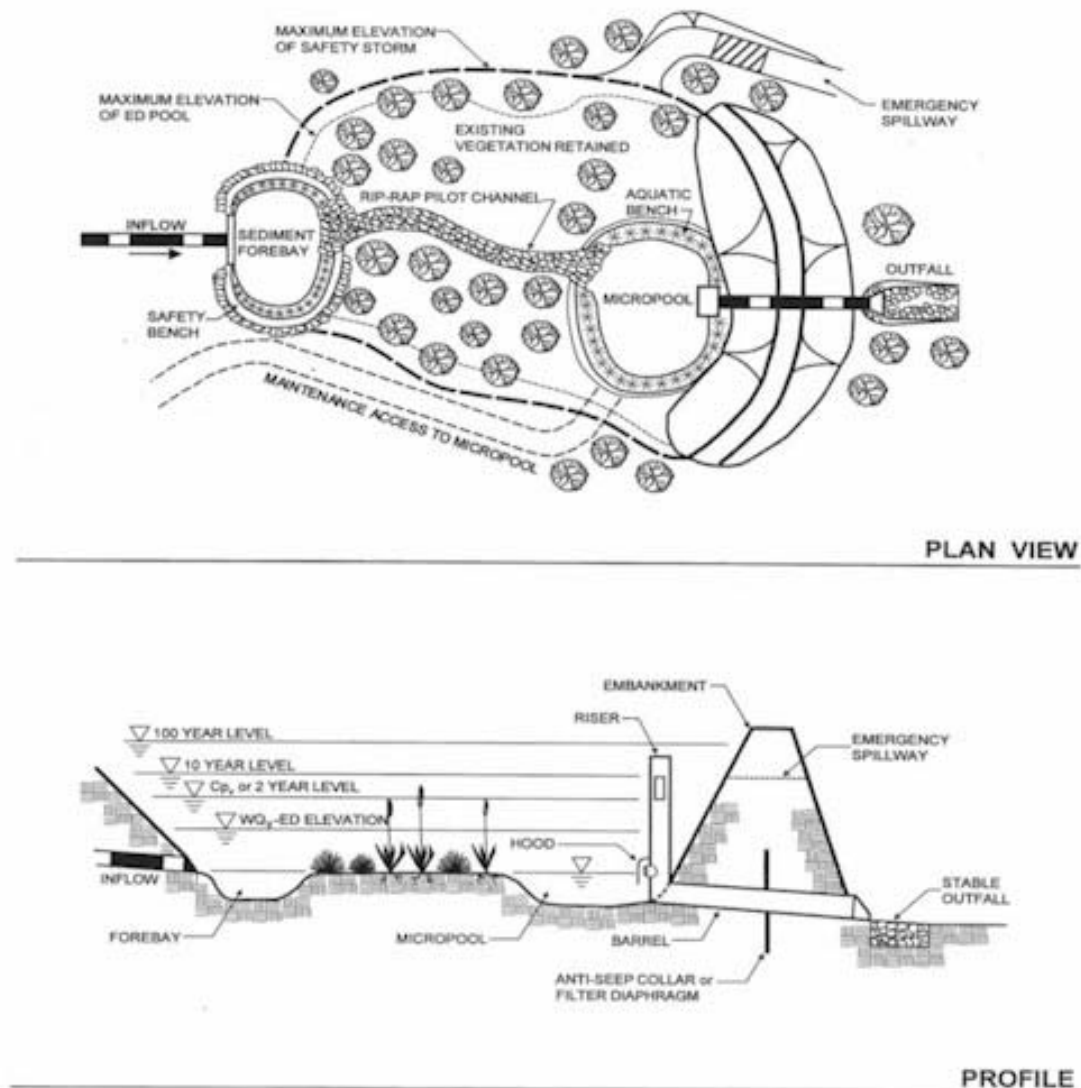 MAXIMUM ELEVATION
OF SAFETY STORM
MAXIMUM ELEVATION
OF ED POOL
EMERGENCY
SPILLWAY
EXISTING
VEGETATION RETAINED
RIP-RAP PILOT CHANNEL
AQUATIC
BENCH
INFLOW
SEDIMENT
FOREBAY
OUTFALL
MICROPOOL
SAFETY
BENCH
MAINTENANCE ACCESS TO MICROPOOL
PLAN VIEW
EMBANKMENT
RISER
100 YEAR LEVEL
EMERGENCY
SPILLWAY
10 YEAR LEVEL
Cpv or 2 YEAR LEVEL
WQv-ED ELEVATION
HOOD
INFLOW
STABLE
OUTFALL
FOREBAY
MICROPOOL
BARREL
ANTI-SEEP COLLAR or
FILTER DIAPHRAGM
PROFILE